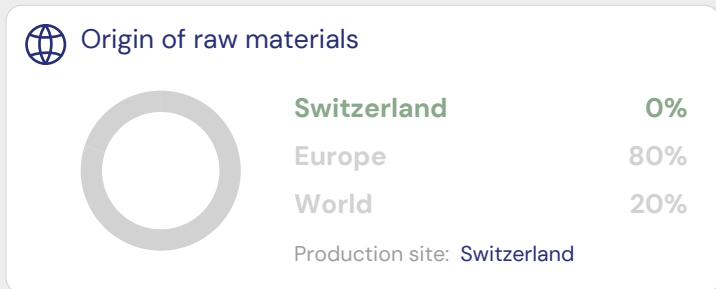 Origin of raw materials
Switzerland 0%
Europe 80%
World 20%
Production site: Switzerland